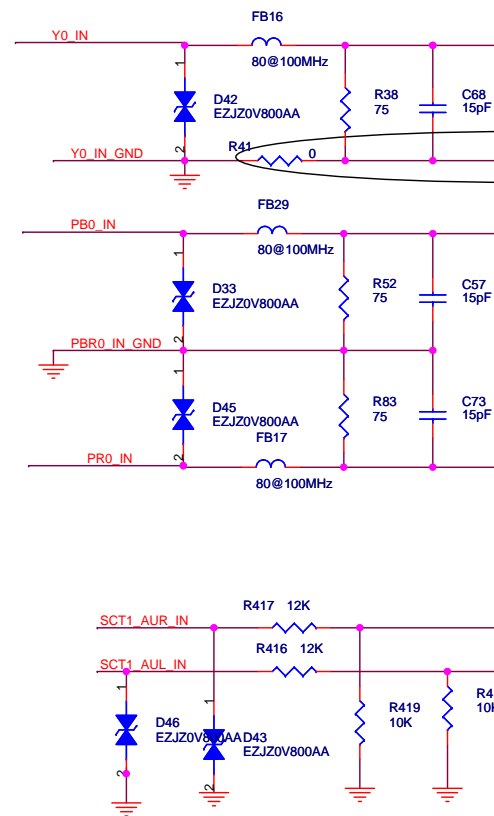 FB16
Y0_IN
80@100MHz
1
D42
EZJZ0V800AA
R38
75
C68
15pF
2
R41
0
Y0_IN_GND
FB29
PB0_IN
80@100MHz
1
D33
EZJZ0V800AA
R52
75
C57
15pF
2
PBR0_IN_GND
1
D45
EZJZ0V800AA
R83
75
C73
15pF
FB17
2
PR0_IN
80@100MHz
R417 12K
SCT1_AUR_IN
R416 12K
SCT1_AUL_IN
1
1
D46
EZJZ0V800AA
D43
EZJZ0V800AA
R419
10K
2
2